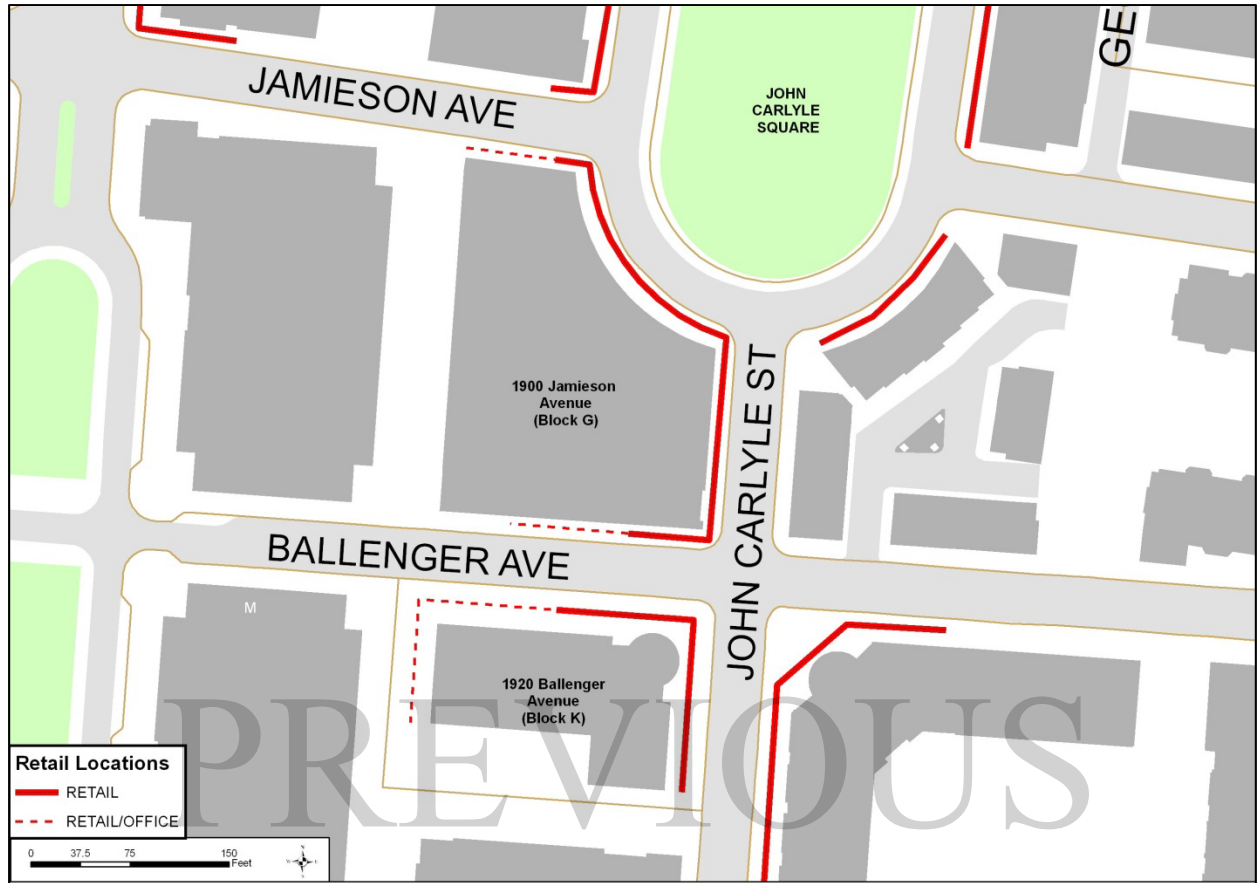 GE
JAMIESON AVE
JOHN
CARLYLE
SQUARE
1900 Jamieson
Avenue
(Block G)
JOHN CARLYLE ST
BALLENGER AVE
M
1920 Ballenger
Avenue
(Block K)
PREVIOUS
Retail Locations
RETAIL
RETAIL/OFFICE
0 37.5 75 150
Feet